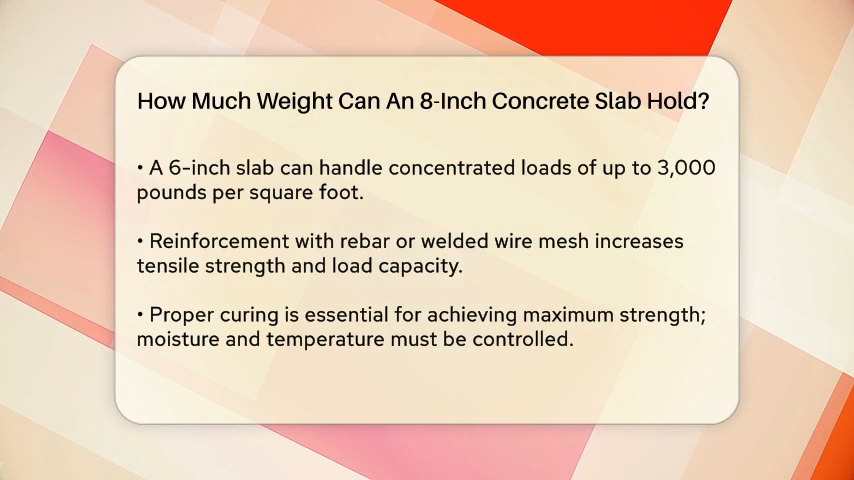 How Much Weight Can An 8-Inch Concrete Slab Hold?
• A 6-inch slab can handle concentrated loads of up to 3,000
pounds per square foot.
• Reinforcement with rebar or welded wire mesh increases
tensile strength and load capacity.
• Proper curing is essential for achieving maximum strength;
moisture and temperature must be controlled.